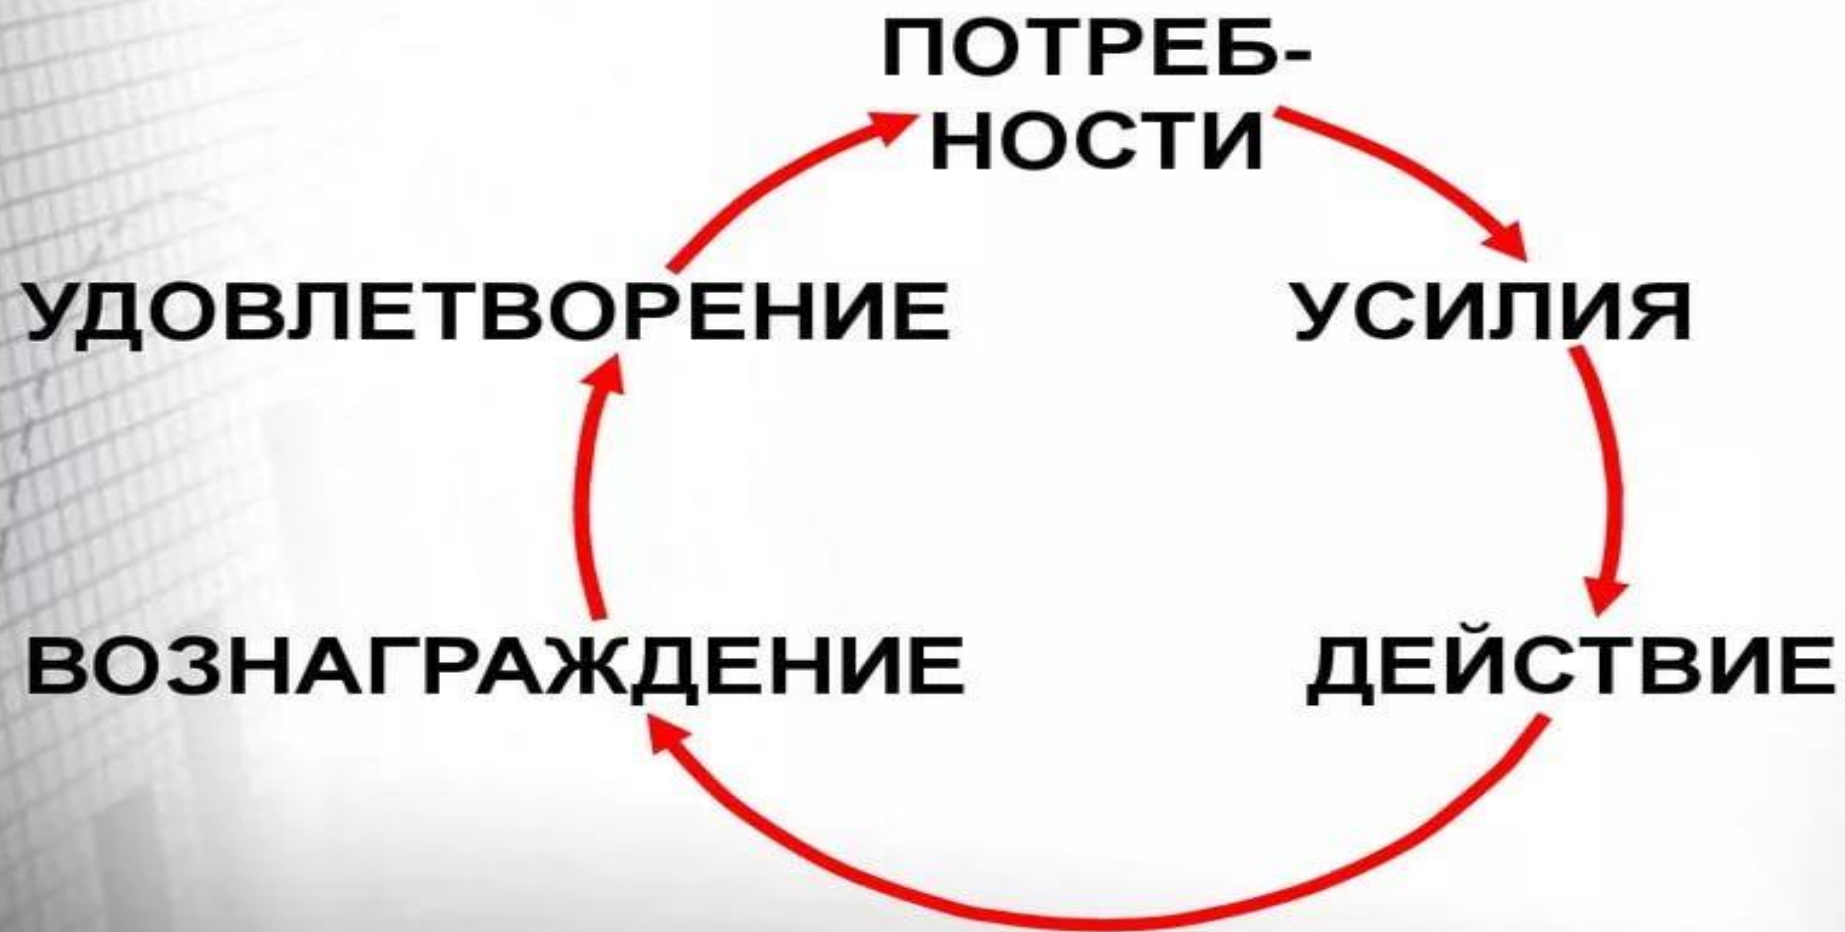 ПОТРЕБ-
НОСТИ
УДОВЛЕТВОРЕНИЕ
УСИЛИЯ
ВОЗНАГРАЖДЕНИЕ
ДЕЙСТВИЕ